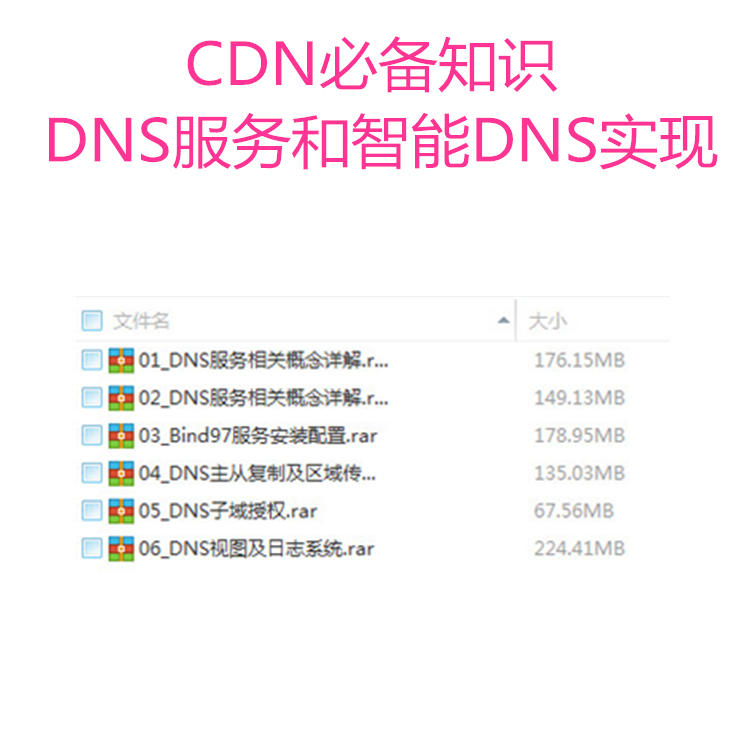 CDN必备知识
DNS服务和智能DNS实现
文件名 大小
01_DNS服务相关概念详解.r... 176.15MB
02_DNS服务相关概念详解.r... 149.13MB
03_Bind97服务安装配置.rar 178.95MB
04_DNS主从复制及区域传... 135.03MB
05_DNS子域授权.rar 67.56MB
06_DNS视图及日志系统.rar 224.41MB